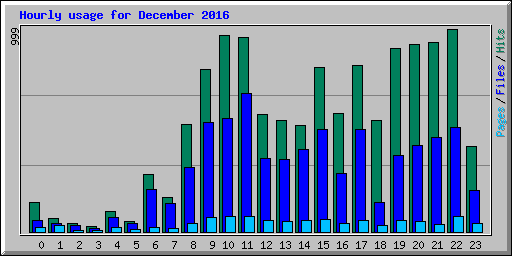 Hourly usage for December 2016
999
Pages / Files / Hits
0 1 2 3 4 5 6 7 8 9 10 11 12 13 14 15 16 17 18 19 20 21 22 23